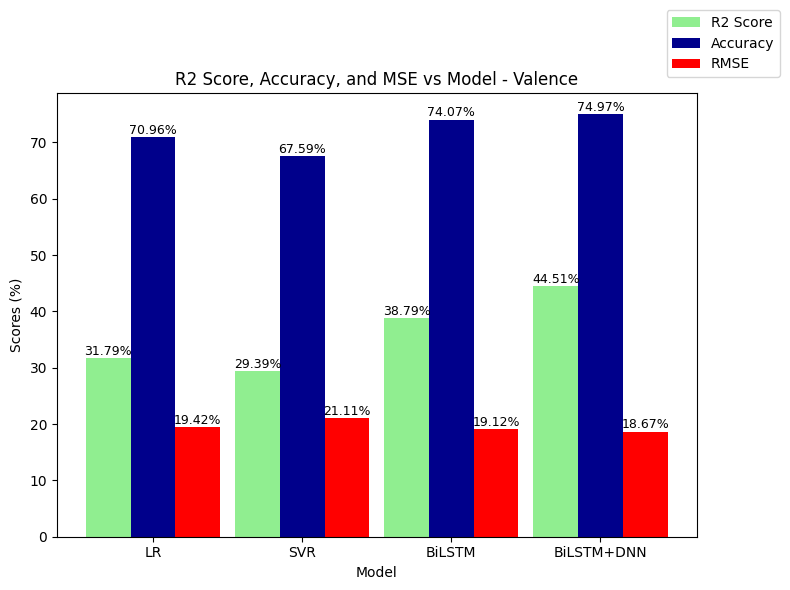 R2 Score
Accuracy
RMSE
R2 Score, Accuracy, and MSE vs Model - Valence
Scores (%)
70
60
50
40
30
20
10
0
31.79%
70.96%
19.42%
29.39%
67.59%
21.11%
38.79%
74.07%
19.12%
44.51%
74.97%
18.67%
LR
SVR
BiLSTM
BiLSTM+DNN
Model